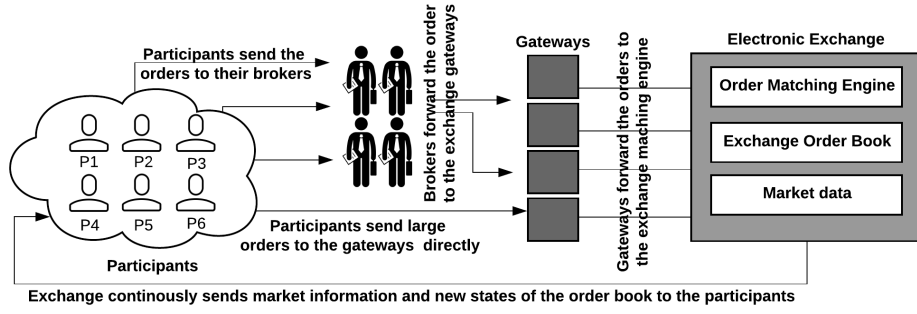 Participants send the
orders to their brokers
P1
P2
P3
P4
P5
P6
Participants
Brokers forward the order
to the exchange gateways
Participants send large
orders to the gateways directly
Gateways
Gateways forward the orders to
the exchange maching engine
Electronic Exchange
Order Matching Engine
Exchange Order Book
Market data
Exchange continously sends market information and new states of the order book to the participants